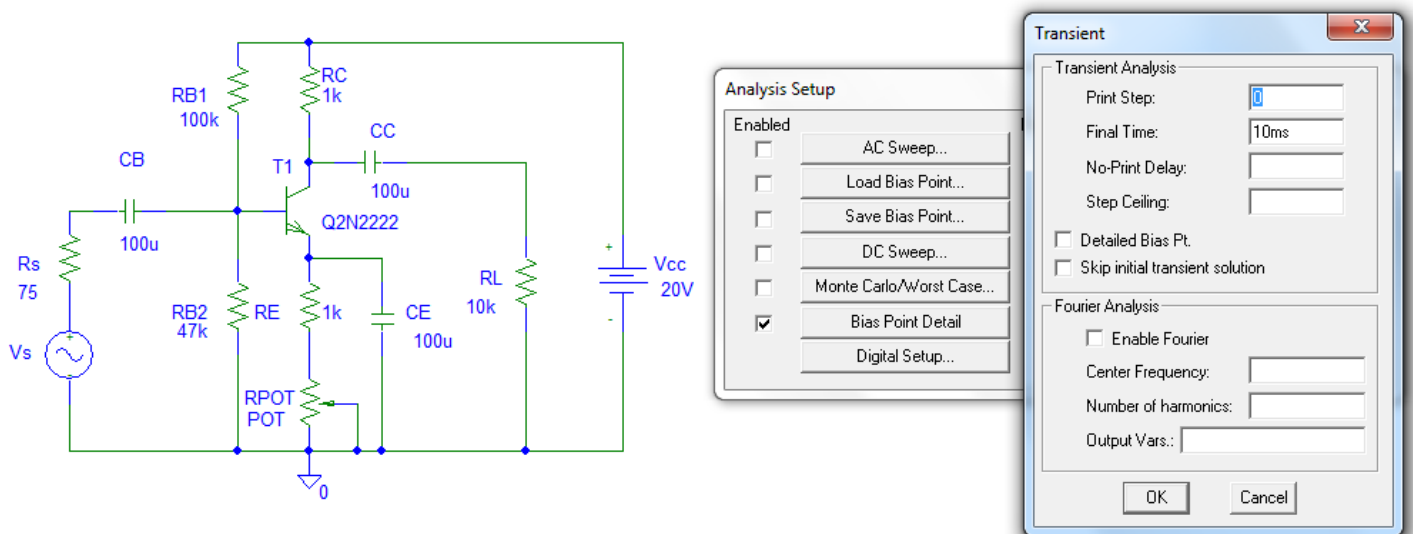 RB1
100k
RC
1k
CB
100u
T1
CC
100u
Q2N2222
Rs
75
Vs
RB2
47k
RE
1k
CE
100u
RL
10k
Vcc
20V
+
-
+
-
RPOT
POT
0
Analysis Setup
Enabled
AC Sweep...
Load Bias Point...
Save Bias Point...
DC Sweep...
Monte Carlo/Worst Case...
Bias Point Detail
Digital Setup...
Transient
Transient Analysis
Print Step: 0
Final Time: 10ms
No-Print Delay:
Step Ceiling:
Detailed Bias Pt.
Skip initial transient solution
Fourier Analysis
Enable Fourier
Center Frequency:
Number of harmonics:
Output Vars.:
OK
Cancel